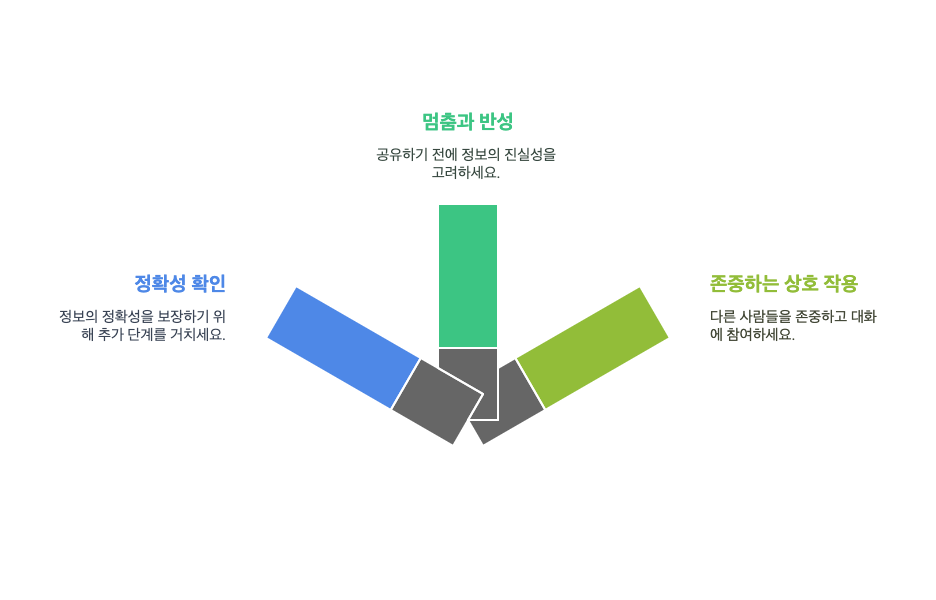 멈춤과 반성
공유하기 전에 정보의 진실성을
고려하세요.
정확성 확인
정보의 정확성을 보장하기 위
해 추가 단계를 거치세요.
존중하는 상호 작용
다른 사람들을 존중하고 대화
에 참여하세요.